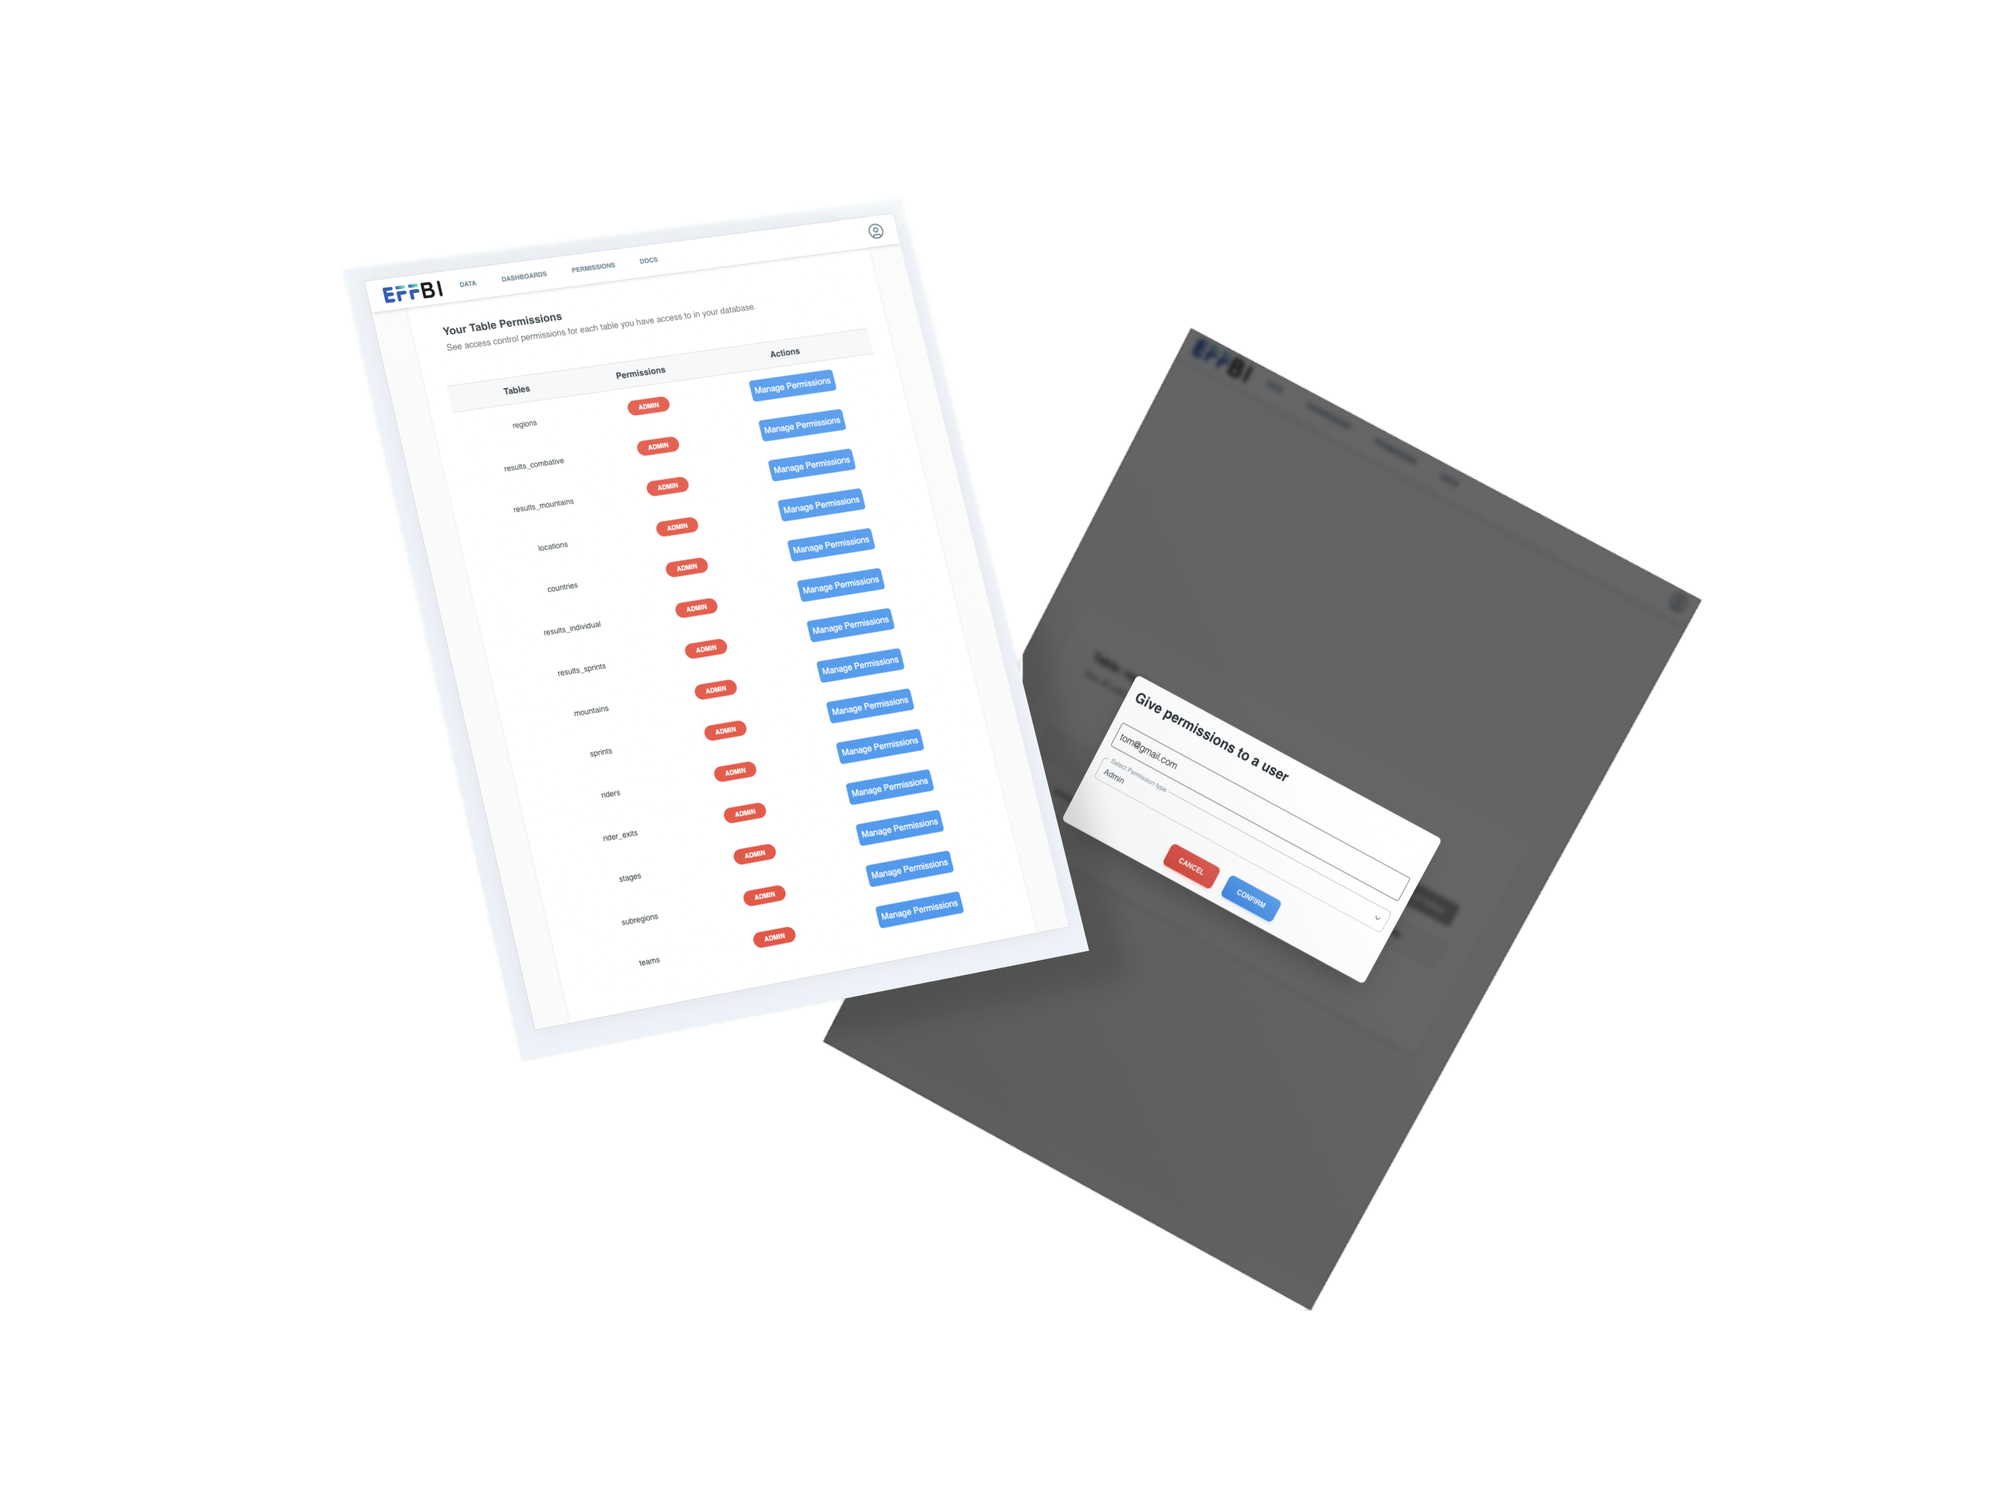 EFFBI DATA DASHBOARDS PERMISSIONS DOCS
Your Table Permissions
See access control permissions for each table you have access to in your database.
Tables Permissions Actions
regions ADMIN Manage Permissions
results_combative ADMIN Manage Permissions
results_mountains ADMIN Manage Permissions
locations ADMIN Manage Permissions
countries ADMIN Manage Permissions
results_individual ADMIN Manage Permissions
results_sprints ADMIN Manage Permissions
mountains ADMIN Manage Permissions
sprints ADMIN Manage Permissions
riders ADMIN Manage Permissions
rider_exits ADMIN Manage Permissions
stages ADMIN Manage Permissions
subregions ADMIN Manage Permissions
teams ADMIN Manage Permissions
EFFBI
Give permissions to a user
tom@gmail.com
Select Permission type
Admin
CANCEL CONFIRM